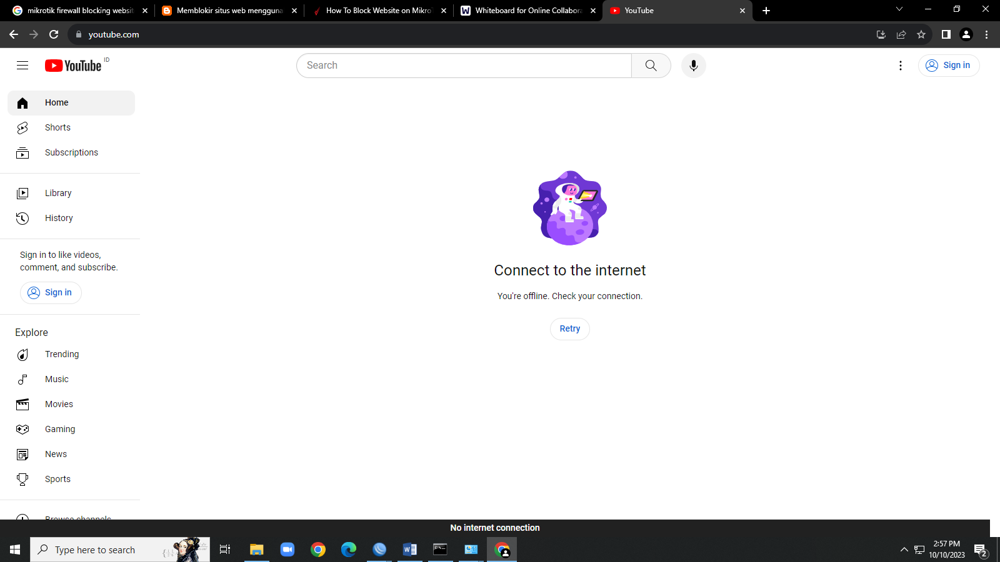 mikrotik firewall blocking websit
Memblokir situs web mengguna
How To Block Website on MikroT
Whiteboard for Online Collabora
YouTube
youtube.com
YouTube ID
Search
Sign in
Home
Shorts
Subscriptions
Library
History
Sign in to like videos,
comment, and subscribe.
Sign in
Connect to the internet
You're offline. Check your connection.
Retry
Explore
Trending
Music
Movies
Gaming
News
Sports
Browse channels
No internet connection
Type here to search
2:57 PM
10/10/2023
2